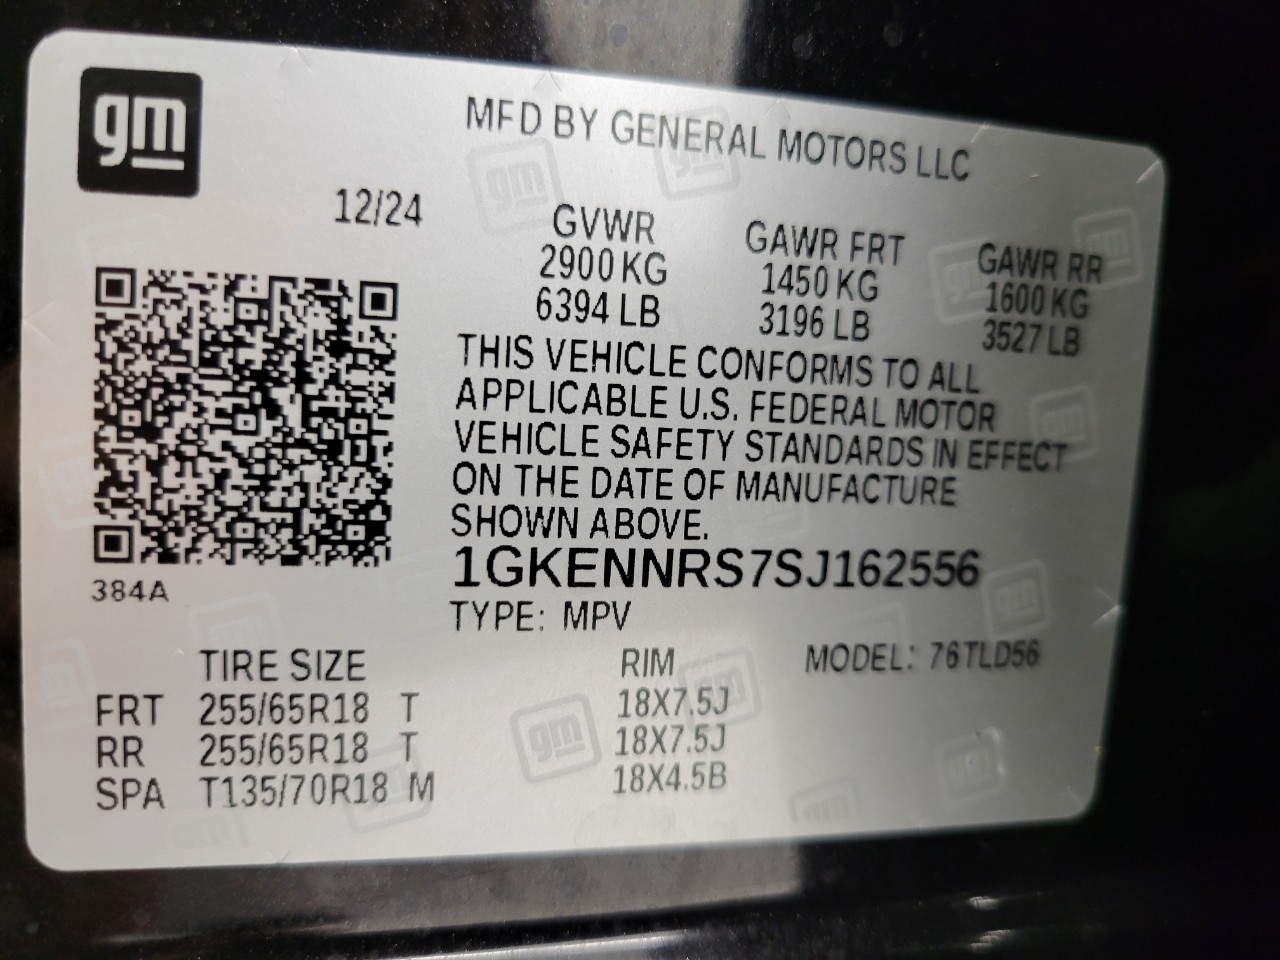 gm
MFD BY GENERAL MOTORS LLC
12/24
GVWR GAWR FRT GAWR RR
2900 KG 1450 KG 1600 KG
6394 LB 3196 LB 3527 LB
THIS VEHICLE CONFORMS TO ALL
APPLICABLE U.S. FEDERAL MOTOR
VEHICLE SAFETY STANDARDS IN EFFECT
ON THE DATE OF MANUFACTURE
SHOWN ABOVE.
1GKENNRS7SJ162556
384A
TYPE: MPV
TIRE SIZE RIM MODEL: 76TLD56
FRT 255/65R18 T 18X7.5J
RR 255/65R18 T 18X7.5J
SPA T135/70R18 M 18X4.5B